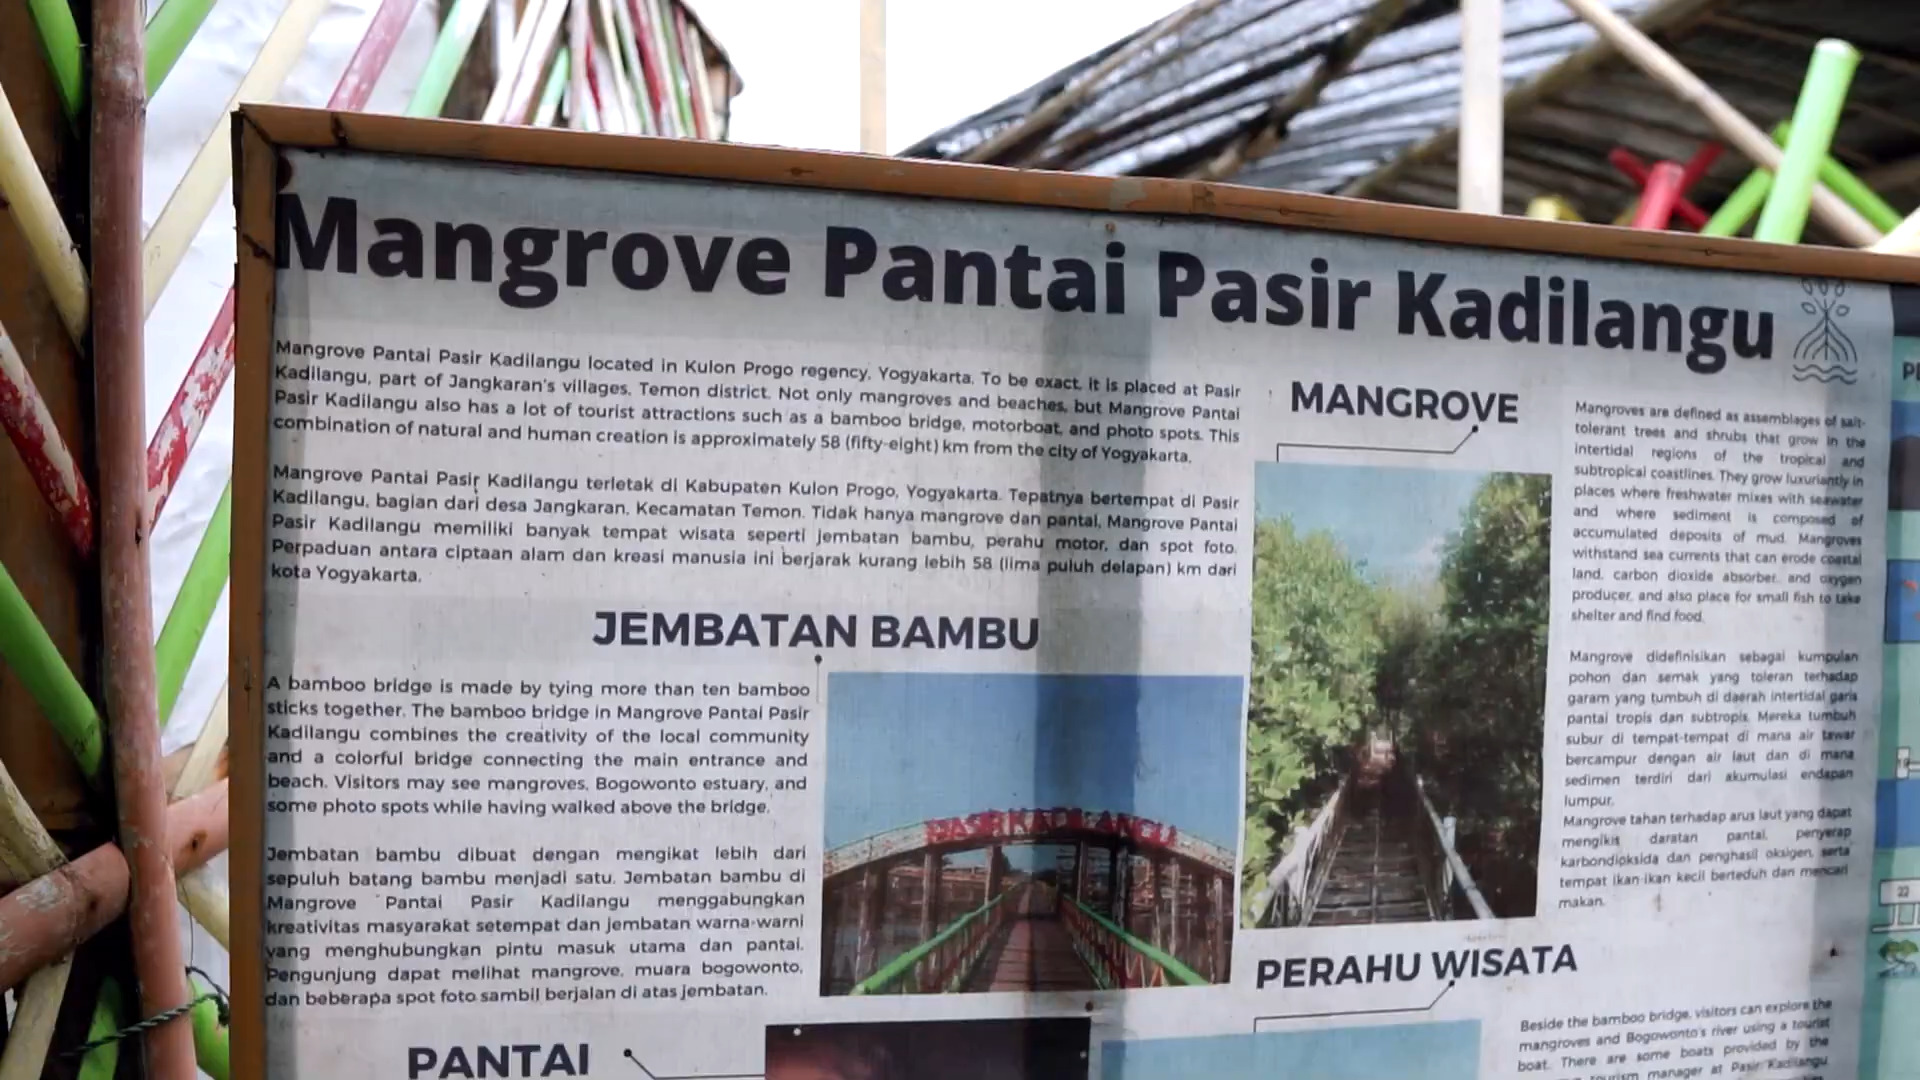 Mangrove Pantai Pasir Kadilangu
Mangrove Pantai Pasir Kadilangu located in Kulon Progo regency, Yogyakarta. To be exact, it is placed at Pasir
Kadilangu, part of Jangkaran's villages, Temon district. Not only mangroves and beaches, but Mangrove Pantai
Pasir Kadilangu also has a lot of tourist attractions such as a bamboo bridge, motorboat, and photo spots. This
combination of natural and human creation is approximately 58 (fifty-eight) km from the city of Yogyakarta.
Mangrove Pantai Pasir Kadilangu terletak di Kabupaten Kulon Progo, Yogyakarta. Tepatnya bertempat di Pasir
Kadilangu, bagian dari desa Jangkaran, Kecamatan Temon. Tidak hanya mangrove dan pantai, Mangrove Pantai
Pasir Kadilangu memiliki banyak tempat wisata seperti jembatan bambu, perahu motor, dan spot foto.
Perpaduan antara ciptaan alam dan kreasi manusia ini berjarak kurang lebih 58 (lima puluh delapan) km dari
kota Yogyakarta.
JEMBATAN BAMBU
A bamboo bridge is made by tying more than ten bamboo
sticks together. The bamboo bridge in Mangrove Pantai Pasir
Kadilangu combines the creativity of the local community
and a colorful bridge connecting the main entrance and
beach. Visitors may see mangroves, Bogowonto estuary, and
some photo spots while having walked above the bridge.
Jembatan bambu dibuat dengan mengikat lebih dari
sepuluh batang bambu menjadi satu. Jembatan bambu di
Mangrove Pantai Pasir Kadilangu menggabungkan
kreativitas masyarakat setempat dan jembatan warna-warni
yang menghubungkan pintu masuk utama dan pantai.
Pengunjung dapat melihat mangrove, muara bogowonto,
dan beberapa spot foto sambil berjalan di atas jembatan.
PASIR KADILANGU
PANTAI
MANGROVE
Mangroves are defined as assemblages of salt-
tolerant trees and shrubs that grow in the
intertidal regions of the tropical and
subtropical coastlines. They grow luxuriantly in
places where freshwater mixes with seawater
and where sediment is composed of
accumulated deposits of mud. Mangroves
withstand sea currents that can erode coastal
land, carbon dioxide absorber, and oxygen
producer, and also place for small fish to take
shelter and find food.
Mangrove didefinisikan sebagai kumpulan
pohon dan semak yang toleran terhadap
garam yang tumbuh di daerah intertidal garis
pantai tropis dan subtropis. Mereka tumbuh
subur di tempat-tempat di mana air tawar
bercampur dengan air laut dan di mana
sedimen terdiri dari akumulasi endapan
lumpur.
Mangrove tahan terhadap arus laut yang dapat
mengikis daratan pantai, penyerap
karbondioksida dan penghasil oksigen, serta
tempat ikan-ikan kecil berteduh dan mencari
makan.
PERAHU WISATA
Beside the bamboo bridge, visitors can explore the
mangroves and Bogowonto's river using a tourist
boat. There are some boats provided by the
tourism manager at Pasir Kadilangu
22